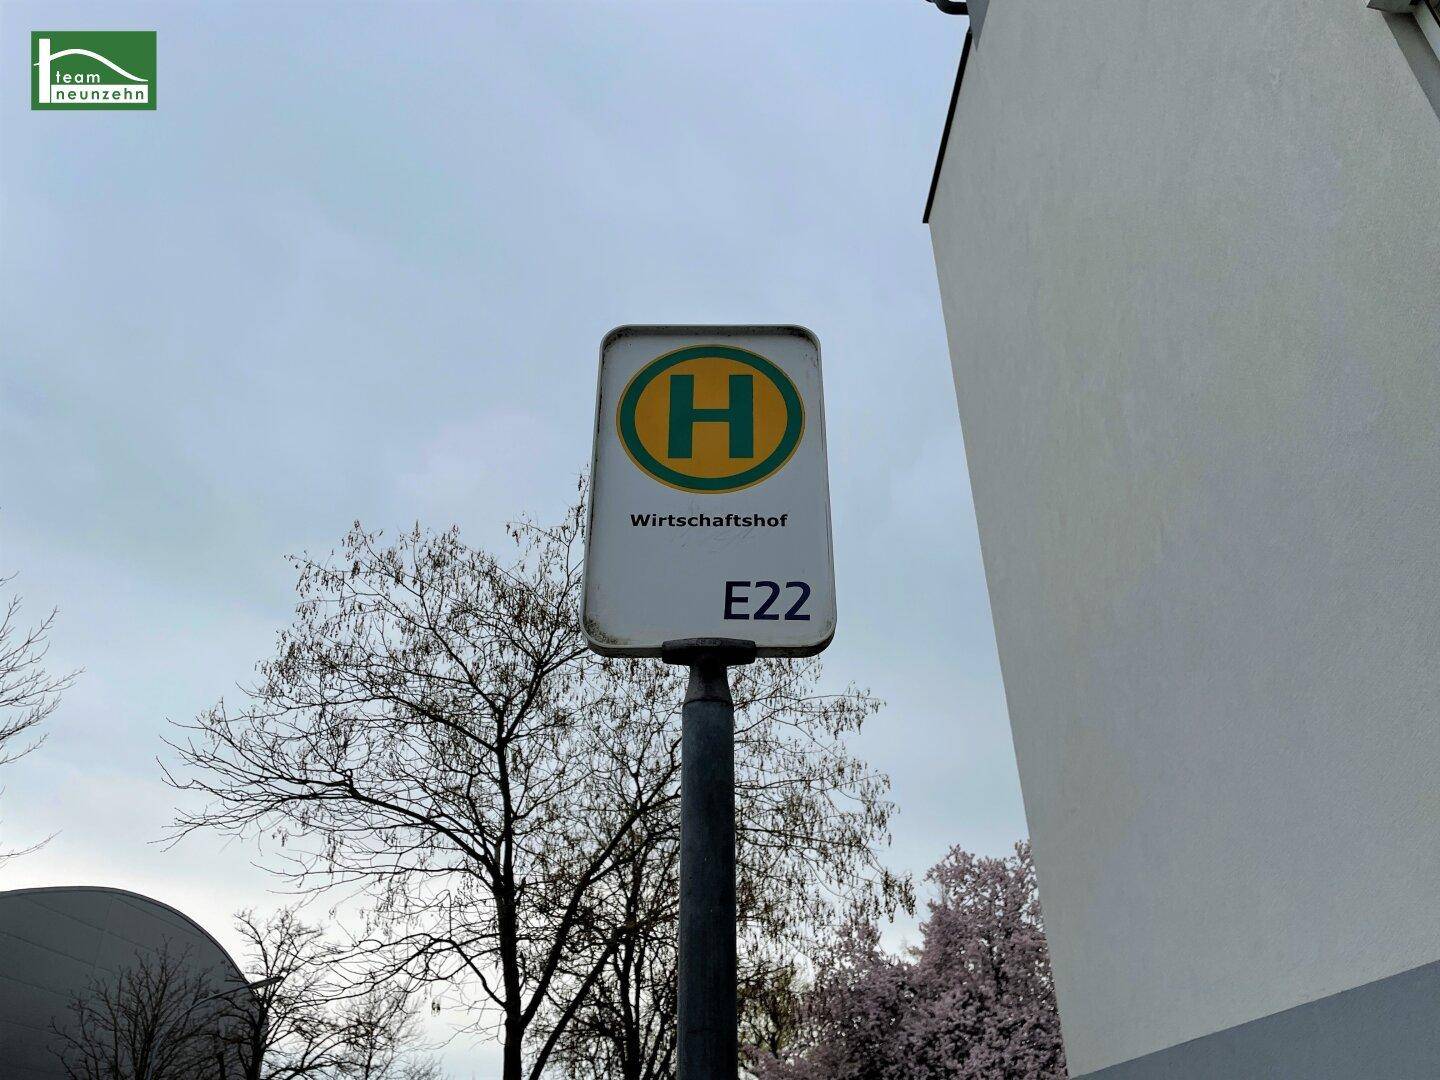 team
neunzehn
H
Wirtschaftshof
E22